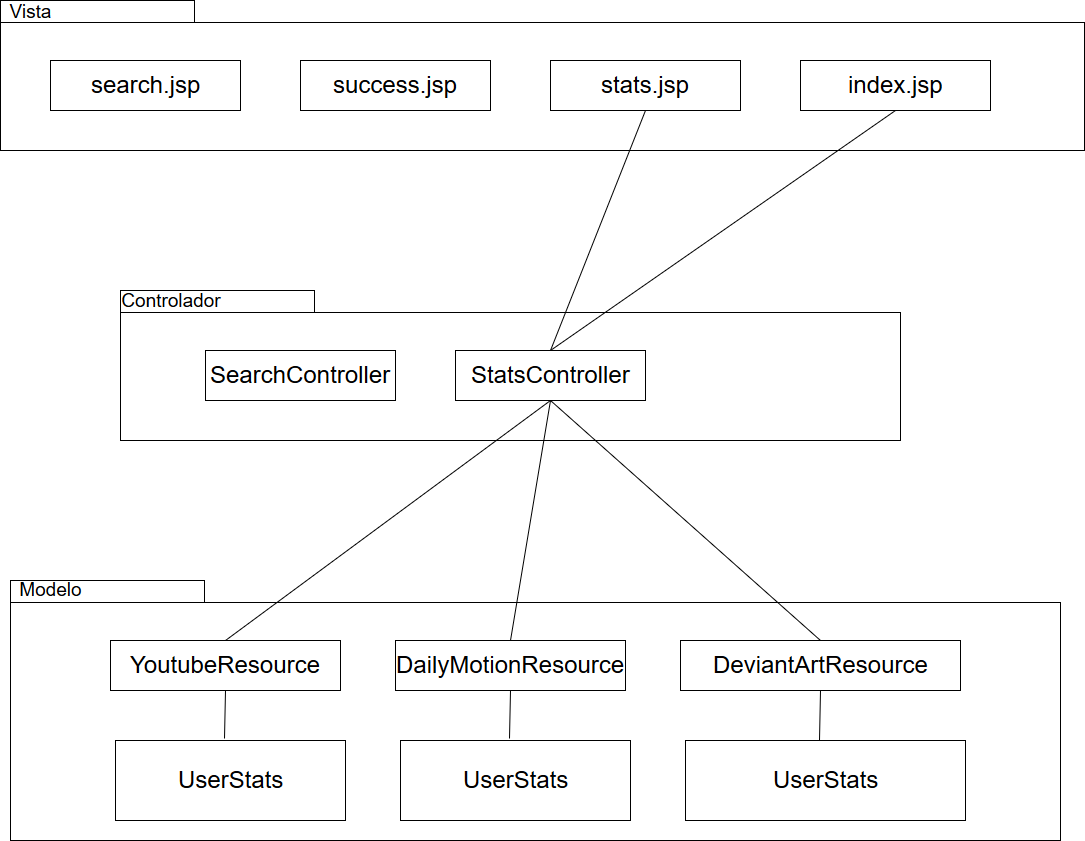 Vista
search.jsp
success.jsp
stats.jsp
index.jsp
Controlador
SearchController
StatsController
Modelo
YoutubeResource
DailyMotionResource
DeviantArtResource
UserStats
UserStats
UserStats